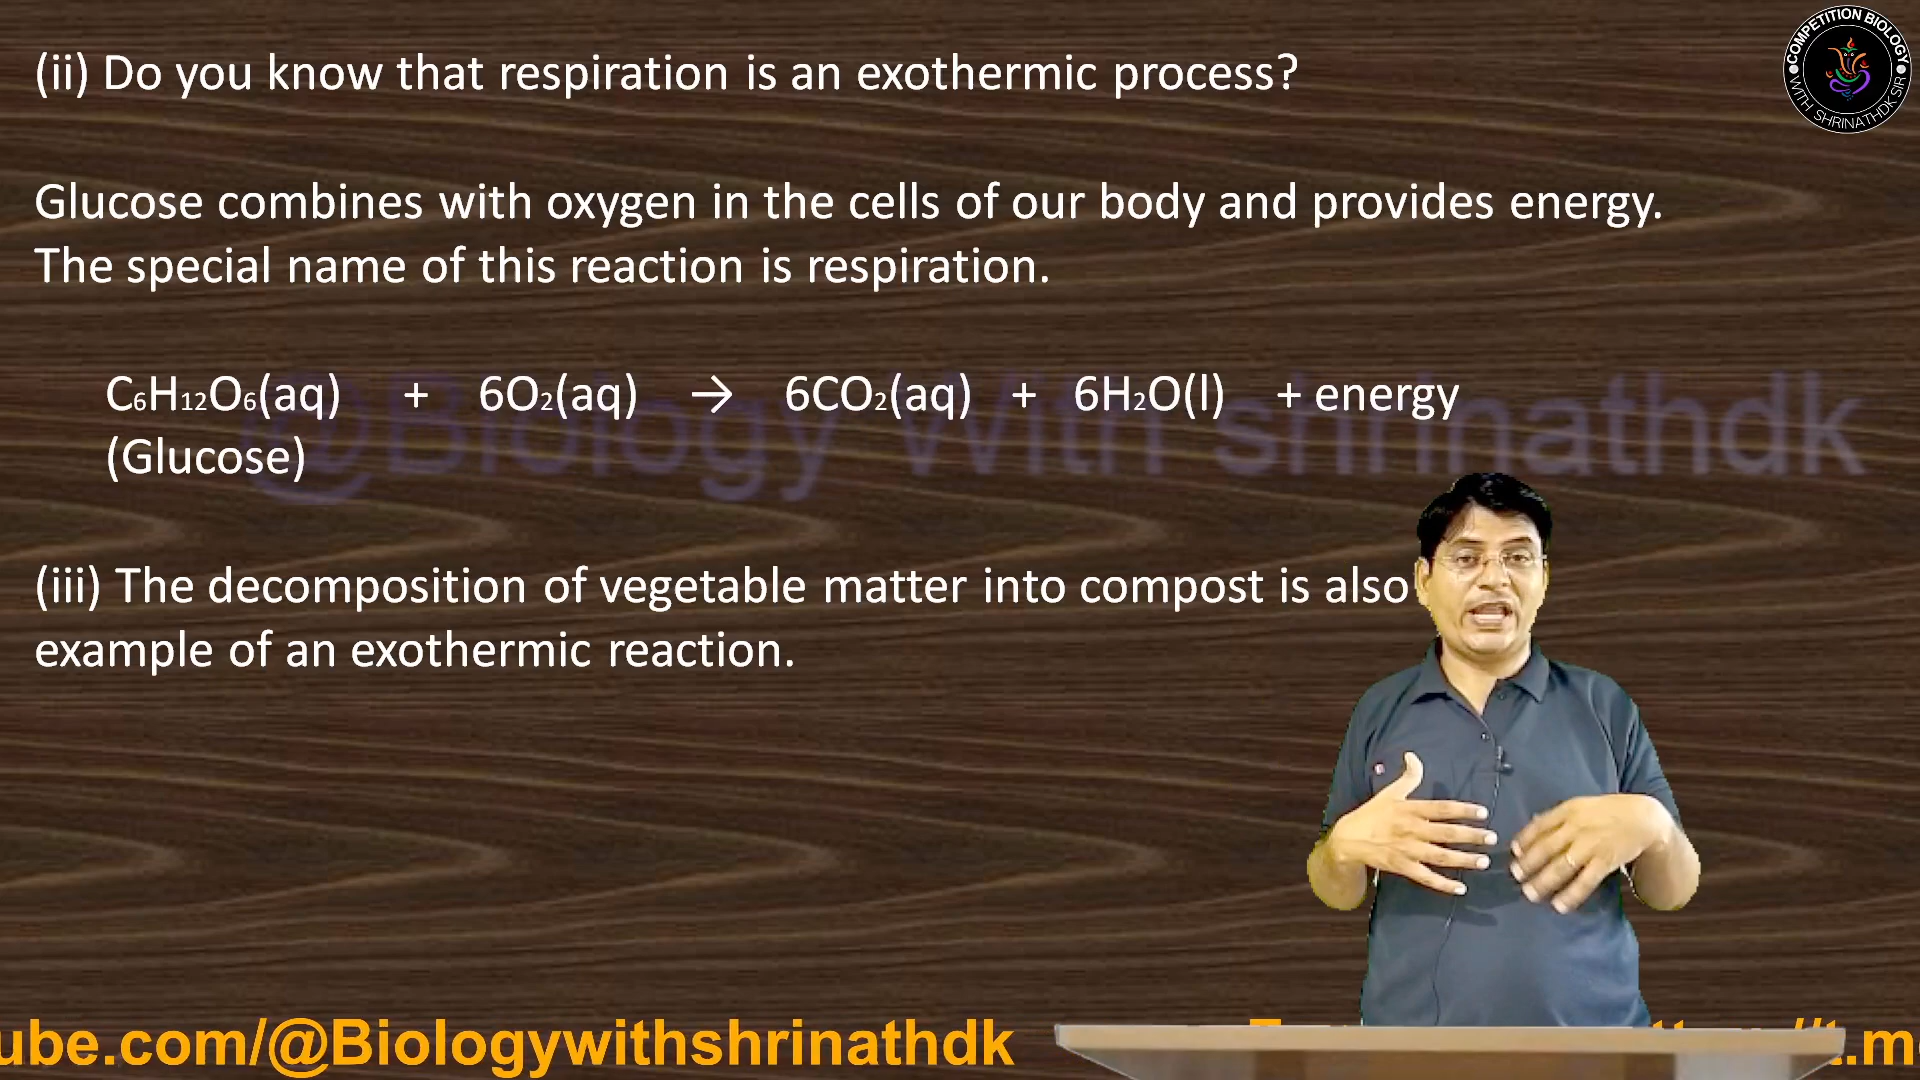 COMPETITION BIOLOGY
WITH SHRINATHDK SIR
(ii) Do you know that respiration is an exothermic process?
Glucose combines with oxygen in the cells of our body and provides energy.
The special name of this reaction is respiration.
C₆H₁₂O₆(aq) + 6O₂(aq) → 6CO₂(aq) + 6H₂O(l) + energy
(Glucose)
@Biology With shrinathdk
(iii) The decomposition of vegetable matter into compost is also
example of an exothermic reaction.
ube.com/@Biologywithshrinathdk